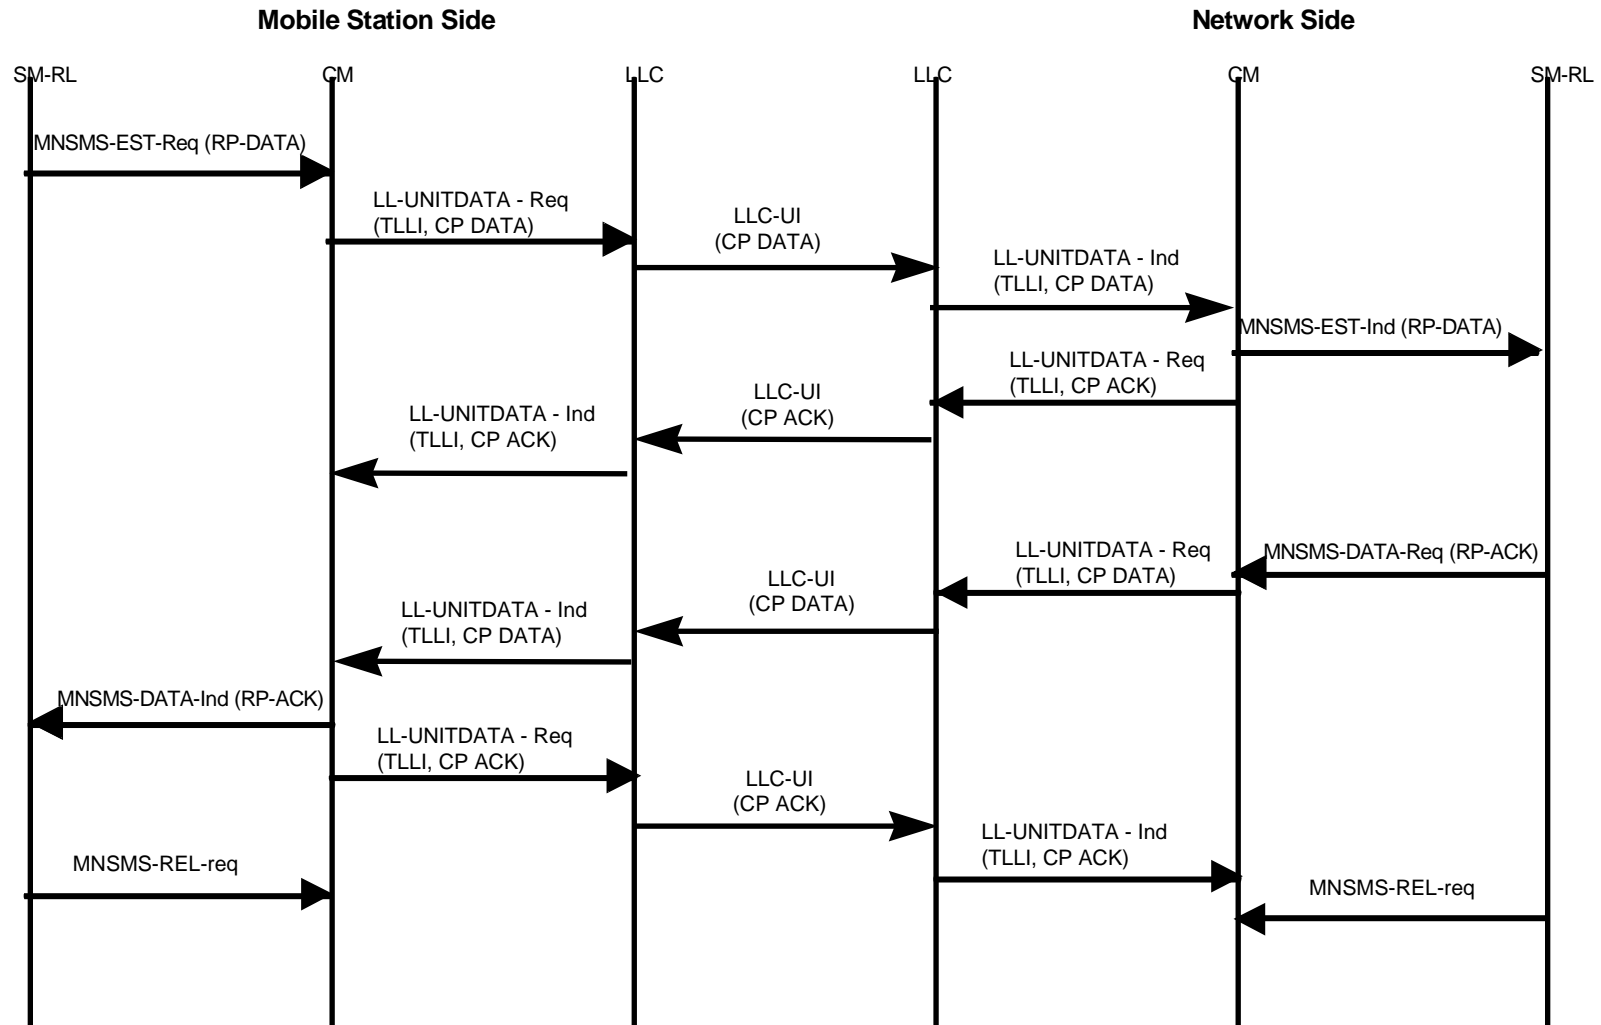 Mobile Station Side
Network Side
SM-RL
CM
LLC
LLC
CM
SM-RL
MNSMS-EST-Req (RP-DATA)
LL-UNITDATA - Req
(TLLI, CP DATA)
LLC-UI
(CP DATA)
LL-UNITDATA - Ind
(TLLI, CP DATA)
MNSMS-EST-Ind (RP-DATA)
LL-UNITDATA - Req
(TLLI, CP ACK)
LLC-UI
(CP ACK)
LL-UNITDATA - Ind
(TLLI, CP ACK)
MNSMS-DATA-Req (RP-ACK)
LL-UNITDATA - Req
(TLLI, CP DATA)
LLC-UI
(CP DATA)
LL-UNITDATA - Ind
(TLLI, CP DATA)
MNSMS-DATA-Ind (RP-ACK)
LL-UNITDATA - Req
(TLLI, CP ACK)
LLC-UI
(CP ACK)
LL-UNITDATA - Ind
(TLLI, CP ACK)
MNSMS-REL-req
MNSMS-REL-req